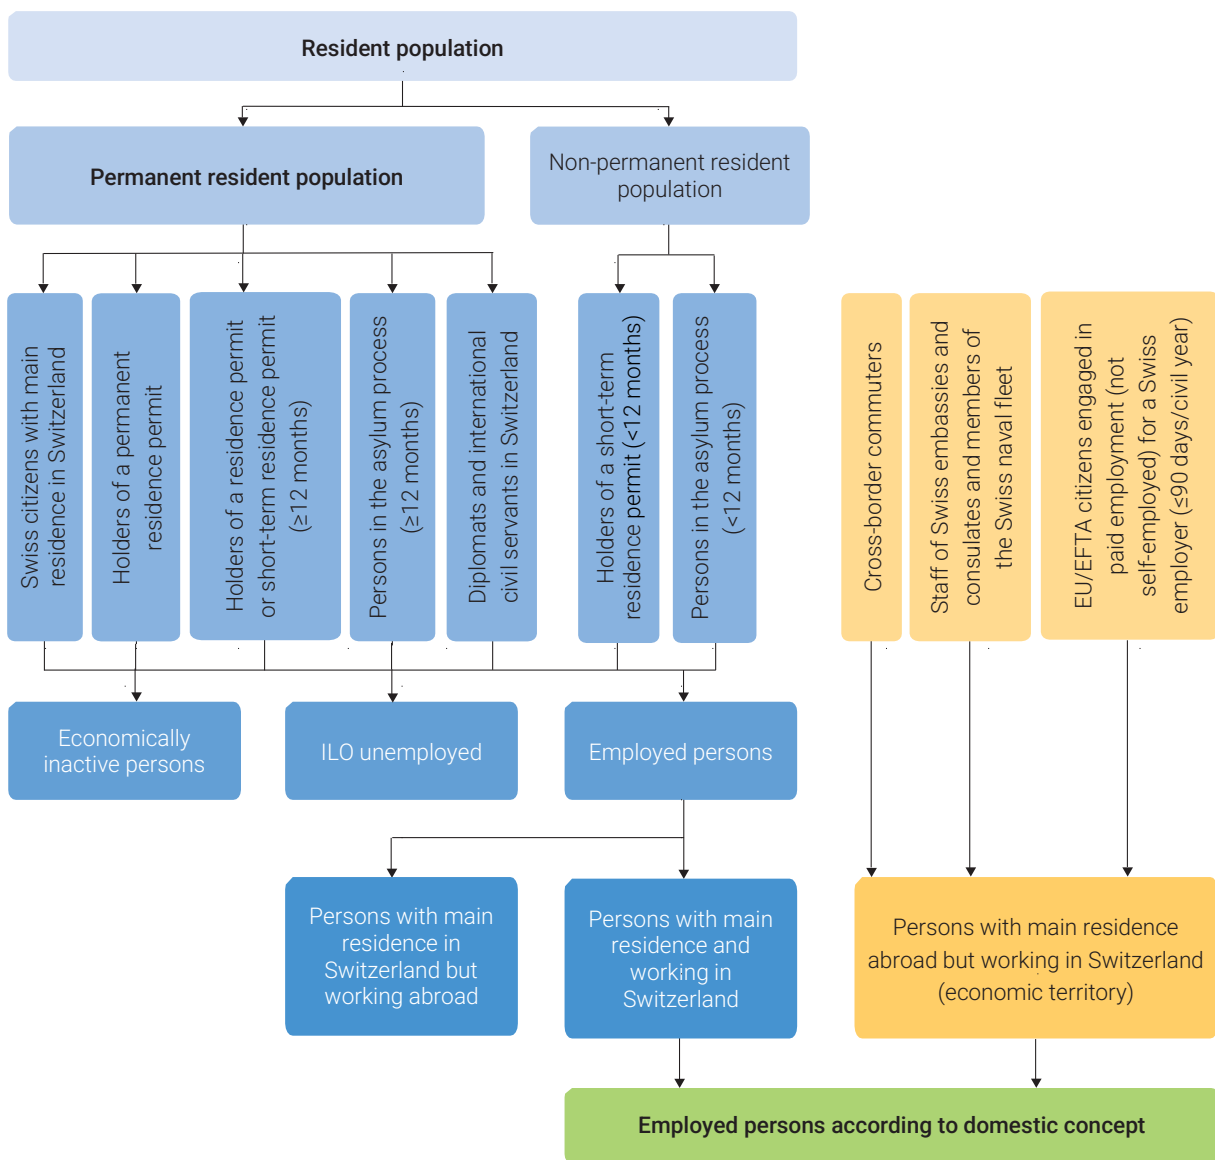 Resident population
Permanent resident population
Non-permanent resident
population
Swiss citizens with main
residence in Switzerland
Holders of a permanent
residence permit
Holders of a residence permit
or short-term residence permit
(≥12 months)
Persons in the asylum process
(≥12 months)
Diplomats and international
civil servants in Switzerland
Holders of a short-term
residence permit (<12 months)
Persons in the asylum process
(<12 months)
Cross-border commuters
Staff of Swiss embassies and
consulates and members of
the Swiss naval fleet
EU/EFTA citizens engaged in
paid employment (not
self-employed) for a Swiss
employer (≤90 days/civil year)
Economically
inactive persons
ILO unemployed
Employed persons
Persons with main
residence in
Switzerland but
working abroad
Persons with main
residence and
working in
Switzerland
Persons with main residence
abroad but working in Switzerland
(economic territory)
Employed persons according to domestic concept